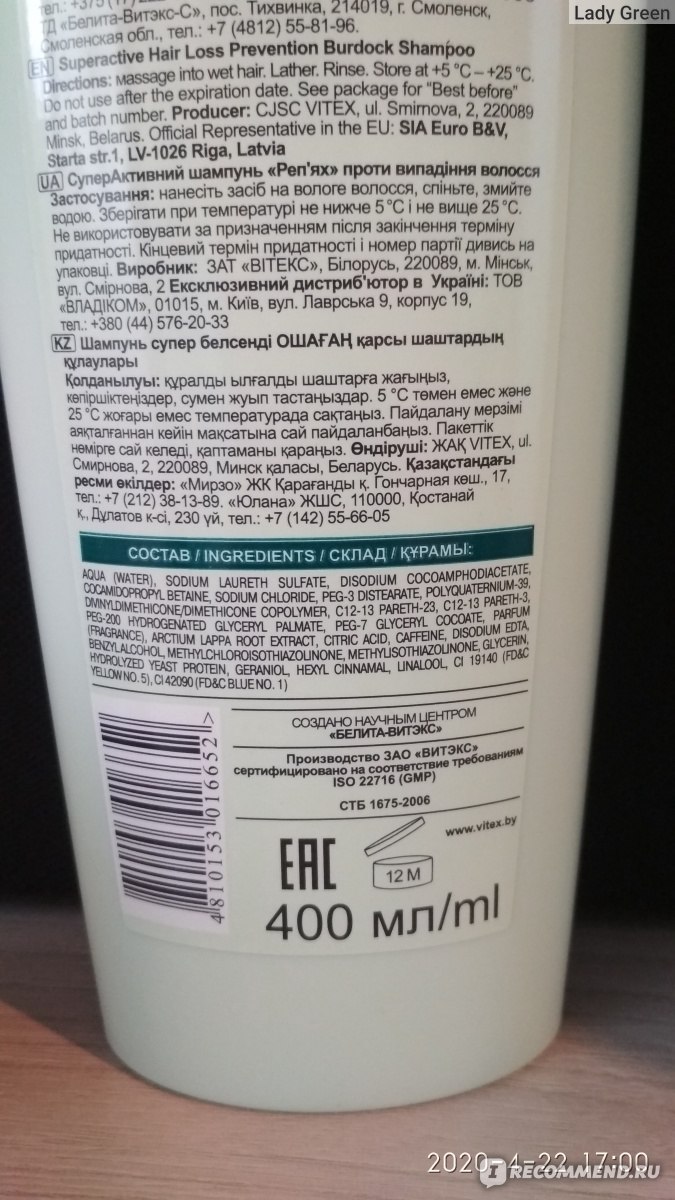 Lady Green
ТД «Белита-Витэкс-С», пос. Тихвинка, 214019, г. Смоленск,
Смоленская обл., тел.: +7 (4812) 55-81-96.
EN Superactive Hair Loss Prevention Burdock Shampoo
Directions: massage into wet hair. Lather. Rinse. Store at +5 °C – +25 °C.
Do not use after the expiration date. See package for "Best before"
and batch number. Producer: CJSC VITEX, ul. Smirnova, 2, 220089
Minsk, Belarus. Official Representative in the EU: SIA Euro B&V,
Starta str.1, LV-1026 Riga, Latvia
UA СуперАктивний шампунь «Реп'ях» проти випадіння волосся
Застосування: нанесіть засіб на вологе волосся, спіньте, змийте
водою. Зберігати при температурі не нижче 5 °С і не вище 25 °С.
Не використовувати за призначенням після закінчення терміну
придатності. Кінцевий термін придатності і номер партії дивись на
упаковці. Виробник: ЗАТ «ВІТЕКС», Білорусь, 220089, м. Мінськ,
вул. Смірнова, 2 Ексклюзивний дистриб'ютор в Україні: ТОВ
«ВЛАДІКОМ», 01015, м. Київ, вул. Лаврська 9, корпус 19,
тел.: +380 (44) 576-20-33
KZ Шампунь супер белсенді ОШАҒАҢ қарсы шаштардың
құлаулары
Қолданылуы: құралды ылғалды шаштарға жағыңыз,
көпіршіктеңіздер, сумен жуып тастаңыздар. 5 °С төмен емес және
25 °С жоғары емес температурада сақтаңыз. Пайдалану мерзімі
аяқталғаннан кейін мақсатына сай пайдаланбаңыз. Пакеттік
нөмірге сай келеді, қаптаманы қараңыз. Өндіруші: ЖАҚ VITEX, ul.
Смирнова, 2, 220089, Минск қаласы, Беларусь. Қазақстандағы
ресми өкілдер: «Мирзо» ЖК Қарағанды қ. Гончарная көш., 17,
тел.: +7 (212) 38-13-89. «Юлана» ЖШС, 110000, Қостанай
қ., Дулатов к-сі, 230 үй, тел.: +7 (142) 55-66-05
СОСТАВ / INGREDIENTS / СКЛАД / ҚҰРАМЫ:
AQUA (WATER), SODIUM LAURETH SULFATE, DISODIUM COCOAMPHODIACETATE,
COCAMIDOPROPYL BETAINE, SODIUM CHLORIDE, PEG-3 DISTEARATE, POLYQUATERNIUM-39,
DIVINYLDIMETHICONE/DIMETHICONE COPOLYMER, C12-13 PARETH-23, C12-13 PARETH-3,
PEG-200 HYDROGENATED GLYCERYL PALMATE, PEG-7 GLYCERYL COCOATE, PARFUM
(FRAGRANCE), ARCTIUM LAPPA ROOT EXTRACT, CITRIC ACID, CAFFEINE, DISODIUM EDTA,
BENZYL ALCOHOL, METHYLCHLOROISOTHIAZOLINONE, METHYLISOTHIAZOLINONE, GLYCERIN,
HYDROLYZED YEAST PROTEIN, GERANIOL, HEXYL CINNAMAL, LINALOOL, CI 19140 (FD&C
YELLOW NO. 5), CI 42090 (FD&C BLUE NO. 1)
СОЗДАНО НАУЧНЫМ ЦЕНТРОМ
«БЕЛИТА-ВИТЭКС»
Производство ЗАО «ВИТЭКС»
сертифицировано на соответствие требованиям
ISO 22716 (GMP)
СТБ 1675-2006
www.vitex.by
EAC
12 M
4 810153 016652 >
400 мл/ml
2020-4-22 17:00
IRECOMMEND.RU